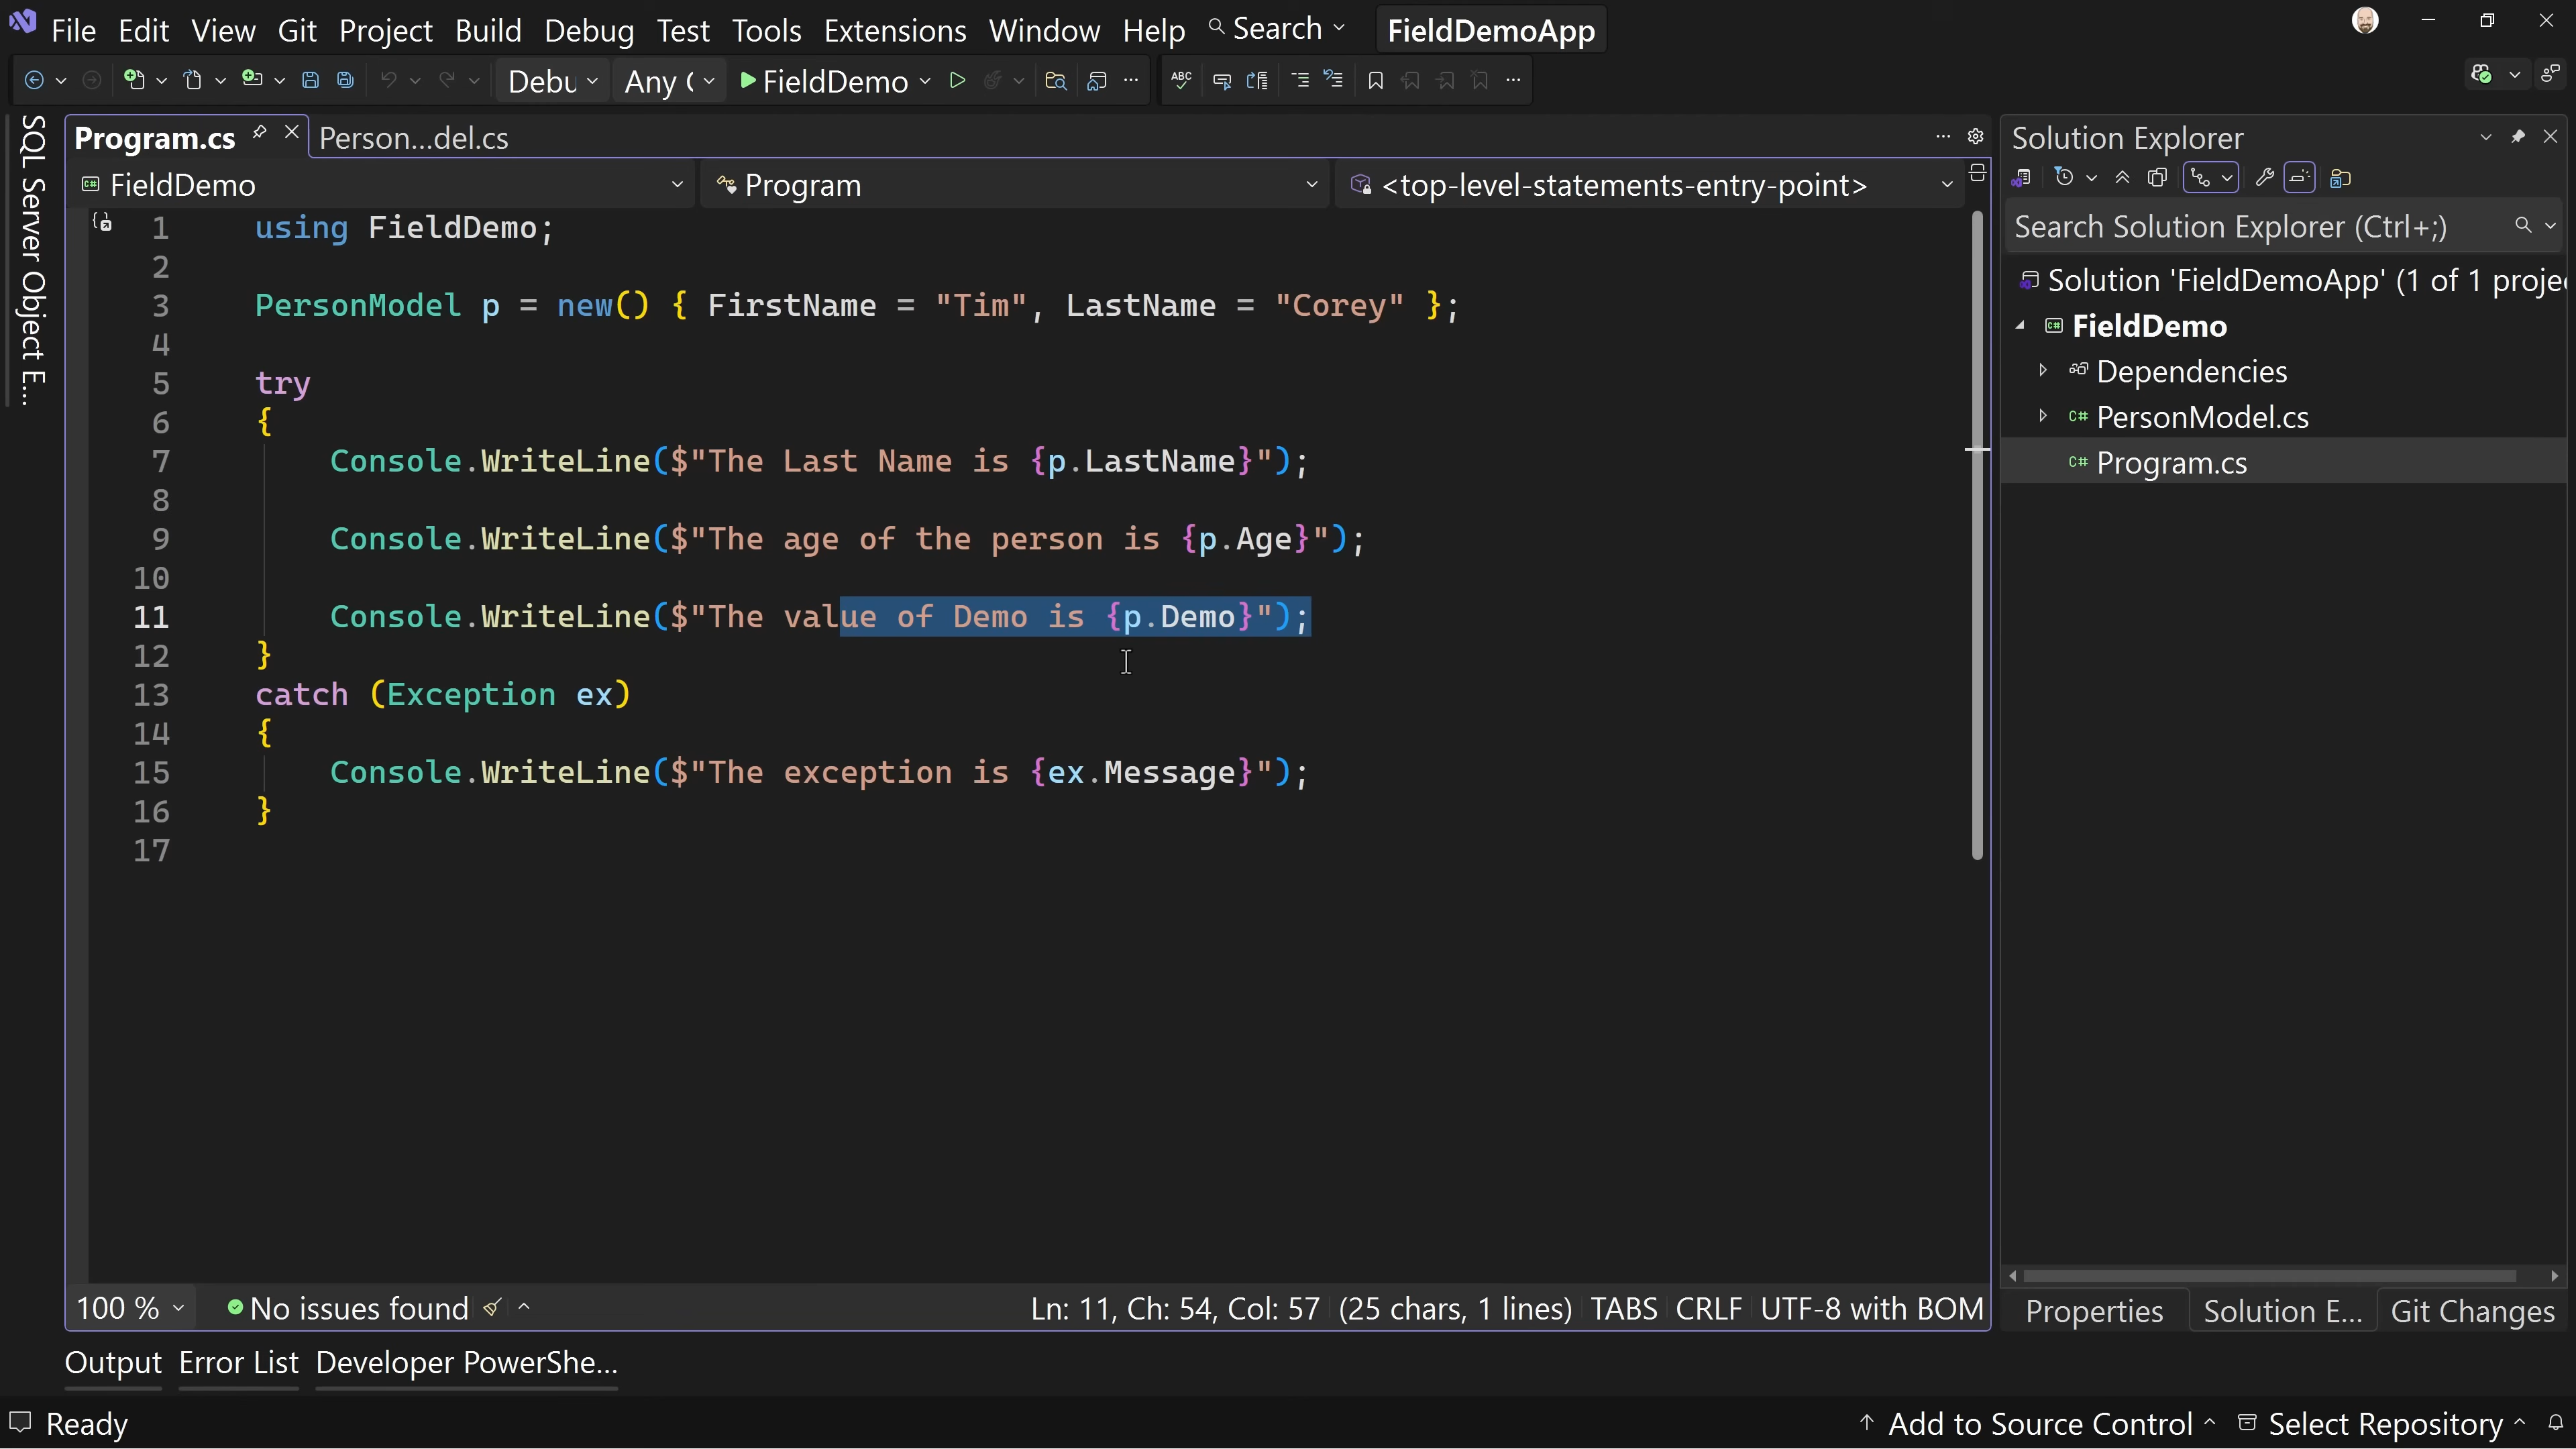 File Edit View Git Project Build Debug Test Tools Extensions Window Help Search FieldDemoApp
Debu Any ( FieldDemo
SQL Server Object E...
Program.cs Person...del.cs
FieldDemo Program <top-level-statements-entry-point>
1 using FieldDemo;
2
3 PersonModel p = new() { FirstName = "Tim", LastName = "Corey" };
4
5 try
6 {
7 Console.WriteLine($"The Last Name is {p.LastName}");
8
9 Console.WriteLine($"The age of the person is {p.Age}");
10
11 Console.WriteLine($"The value of Demo is {p.Demo}");
12 }
13 catch (Exception ex)
14 {
15 Console.WriteLine($"The exception is {ex.Message}");
16 }
17
100 % No issues found Ln: 11, Ch: 54, Col: 57 (25 chars, 1 lines) TABS CRLF UTF-8 with BOM
Solution Explorer
Search Solution Explorer (Ctrl+;)
Solution 'FieldDemoApp' (1 of 1 proje
C# FieldDemo
Dependencies
C# PersonModel.cs
C# Program.cs
Properties Solution E... Git Changes
Output Error List Developer PowerShe...
Ready Add to Source Control Select Repository